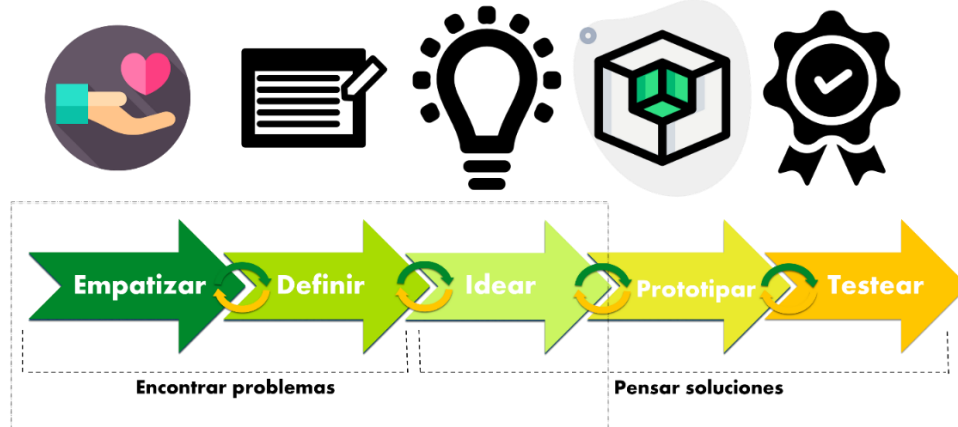 Empatizar
Definir
Idear
Prototipar
Testear
Encontrar problemas
Pensar soluciones